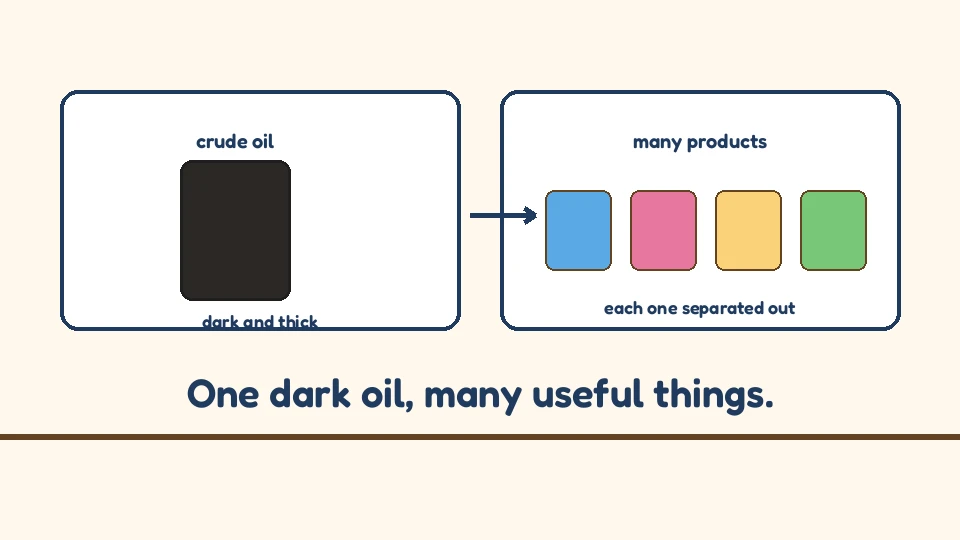 crude oil
dark and thick
many products
each one separated out
One dark oil, many useful things.